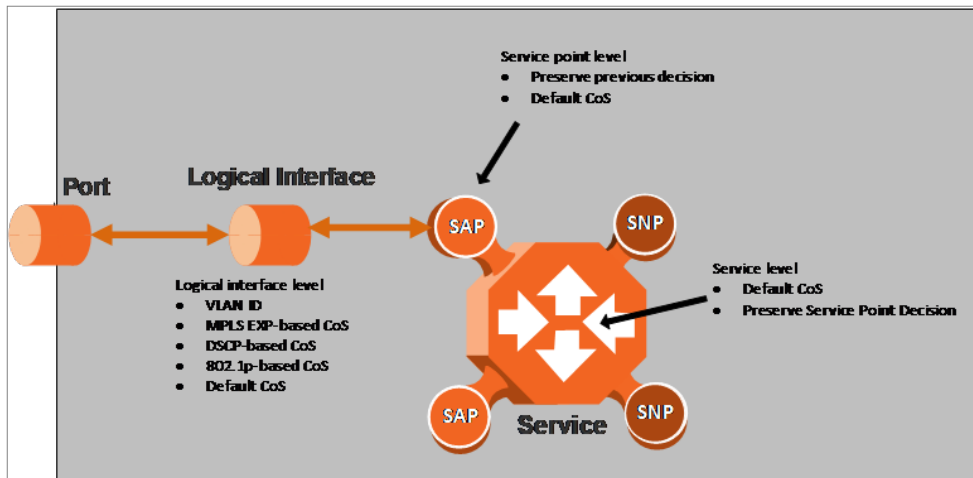 Service point level
● Preserve previous decision
● Default CoS
Port
Logical Interface
SAP
SNP
Logical interface level
● VLAN ID
● MPLS EXP-based CoS
● DSCP-based CoS
● 802.1p-based CoS
● Default CoS
Service level
● Default CoS
● Preserve Service Point Decision
SAP
Service
SNP